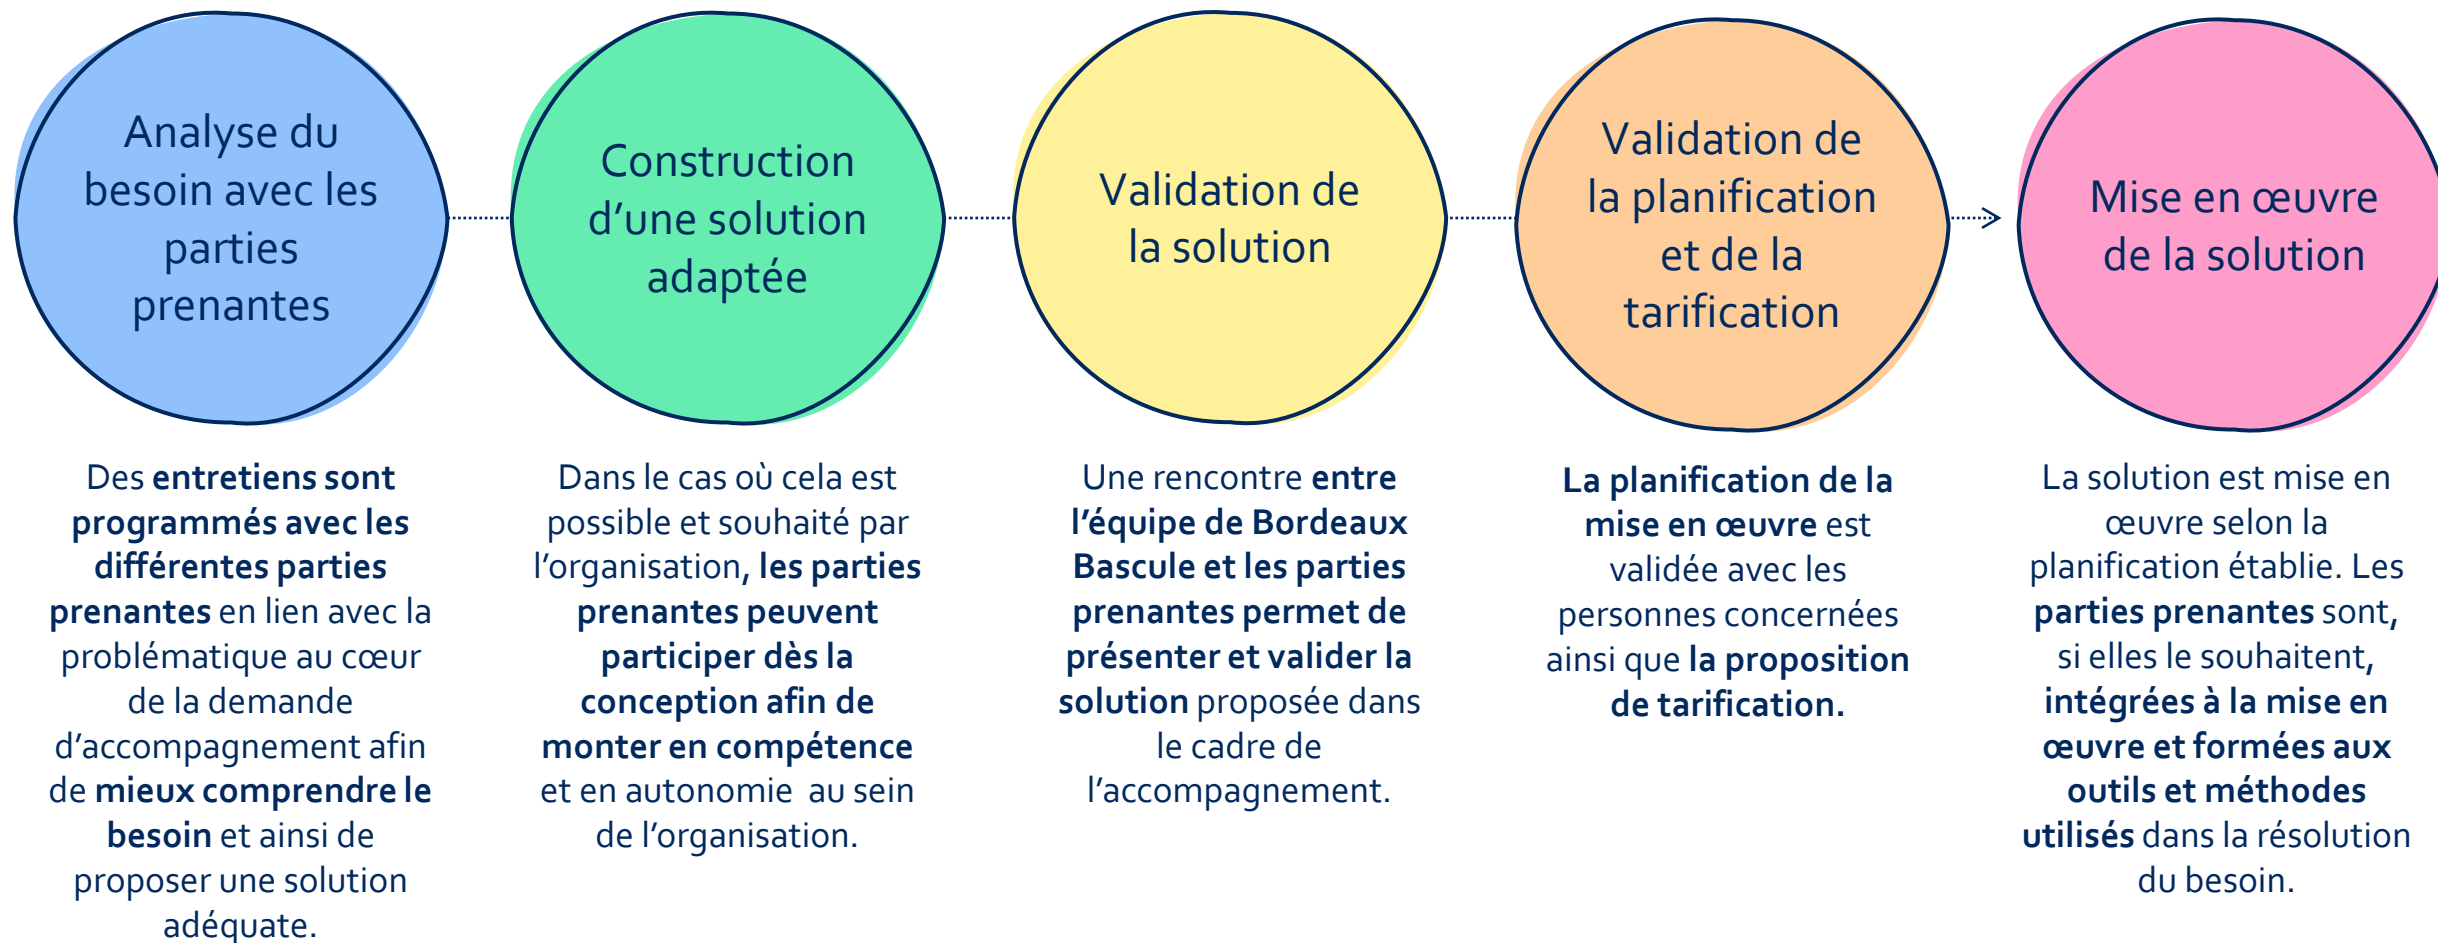 Analyse du
besoin avec les
parties
prenantes
Construction
d’une solution
adaptée
Validation de
la solution
Validation de
la planification
et de la
tarification
Mise en œuvre
de la solution
Des entretiens sont
programmés avec les
différentes parties
prenantes en lien avec la
problématique au cœur
de la demande
d’accompagnement afin
de mieux comprendre le
besoin et ainsi de
proposer une solution
adéquate.
Dans le cas où cela est
possible et souhaité par
l’organisation, les parties
prenantes peuvent
participer dès la
conception afin de
monter en compétence
et en autonomie  au sein
de l’organisation.
Une rencontre entre
l’équipe de Bordeaux
Bascule et les parties
prenantes permet de
présenter et valider la
solution proposée dans
le cadre de
l’accompagnement.
La planification de la
mise en œuvre est
validée avec les
personnes concernées
ainsi que la proposition
de tarification.
La solution est mise en
œuvre selon la
planification établie. Les
parties prenantes sont,
si elles le souhaitent,
intégrées à la mise en
œuvre et formées aux
outils et méthodes
utilisés dans la résolution
du besoin.